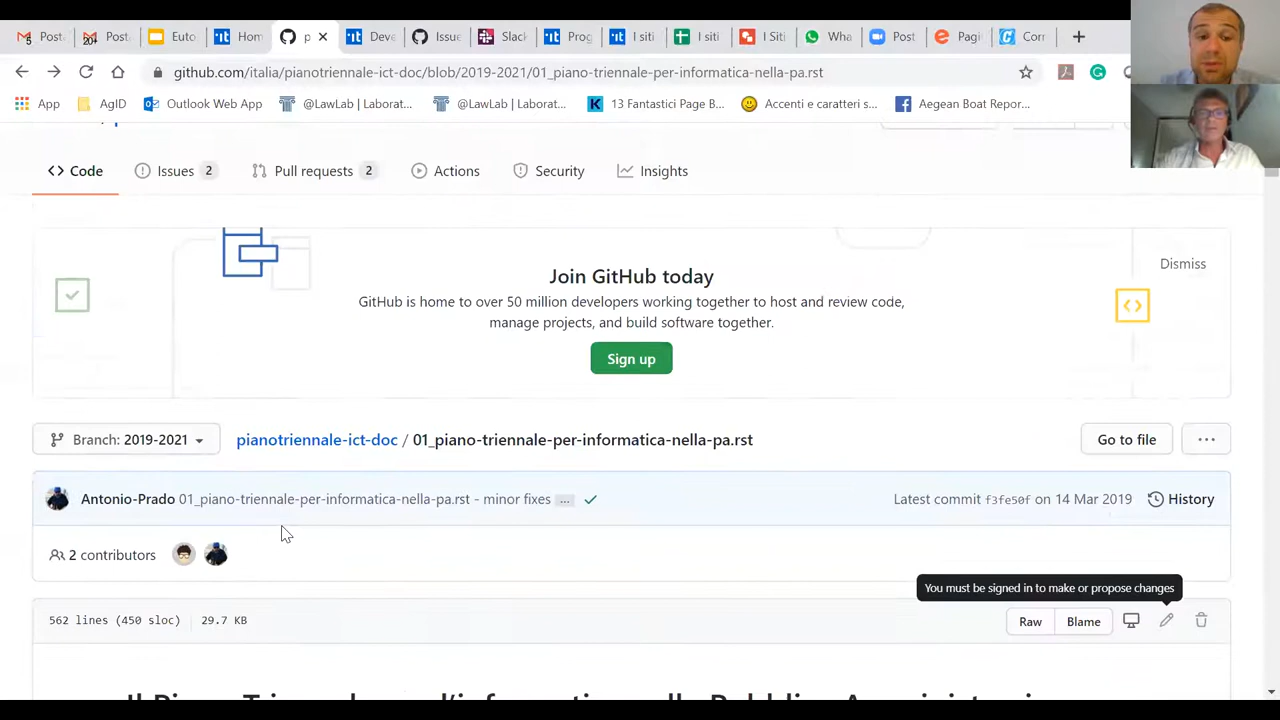 Post
Post
Euto
Hom
p
Deve
Issue
Slac
Prog
I siti
I siti
I Siti
Wha
Post
Pagi
Corr
github.com/italia/pianotriennale-ict-doc/blob/2019-2021/01_piano-triennale-per-informatica-nella-pa.rst
App
AgID
Outlook Web App
@LawLab | Laborat...
@LawLab | Laborat...
13 Fantastici Page B...
Accenti e caratteri s...
Aegean Boat Repor...
Code
Issues 2
Pull requests 2
Actions
Security
Insights
Join GitHub today
Dismiss
GitHub is home to over 50 million developers working together to host and review code,
manage projects, and build software together.
Sign up
Branch: 2019-2021
pianotriennale-ict-doc / 01_piano-triennale-per-informatica-nella-pa.rst
Go to file
Antonio-Prado 01_piano-triennale-per-informatica-nella-pa.rst - minor fixes
Latest commit f3fe50f on 14 Mar 2019
History
2 contributors
You must be signed in to make or propose changes
562 lines (450 sloc) 29.7 KB
Raw
Blame